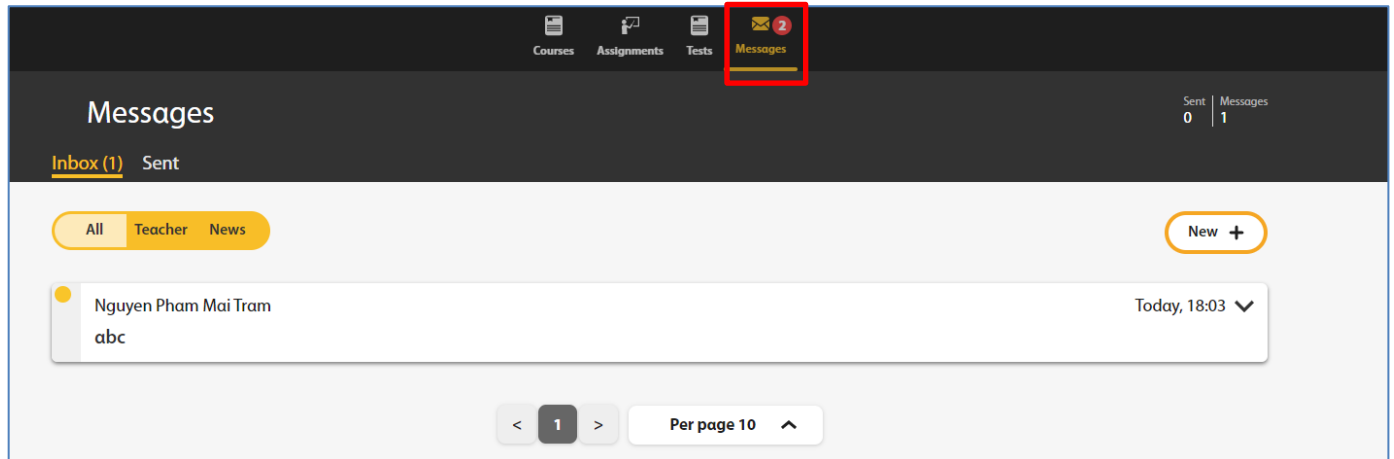 2
Courses Assignments Tests Messages
Messages
Sent Messages
0 1
Inbox (1) Sent
All Teacher News
New +
Nguyen Pham Mai Tram
Today, 18:03
abc
< 1 > Per page 10